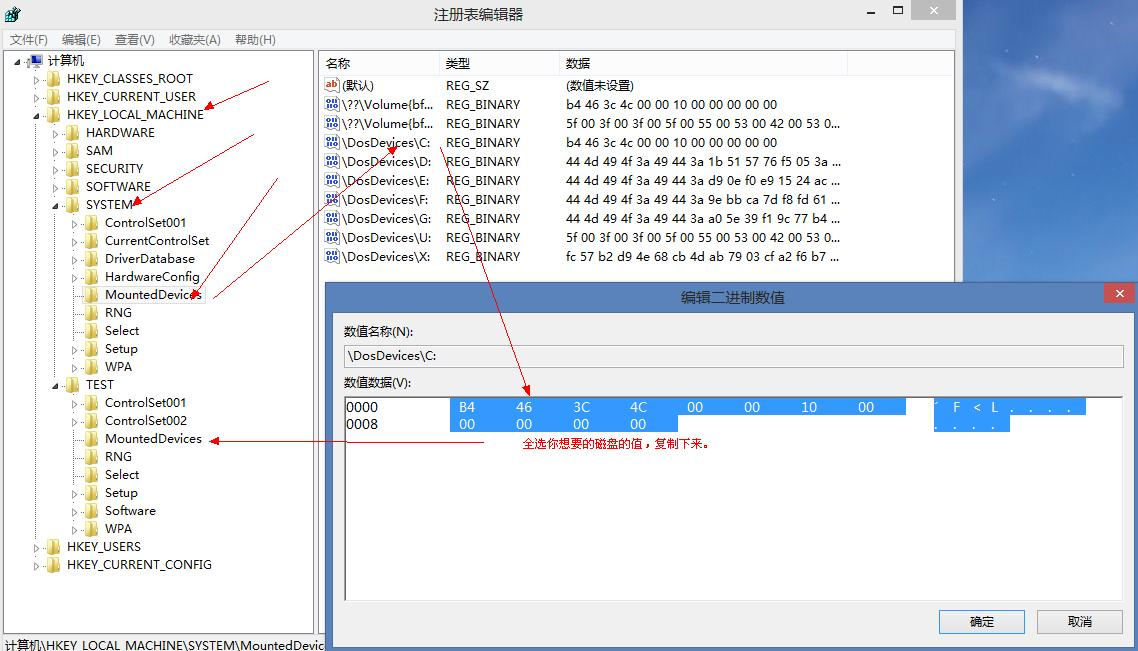 注册表编辑器
文件(F) 编辑(E) 查看(V) 收藏夹(A) 帮助(H)
计算机
HKEY_CLASSES_ROOT
HKEY_CURRENT_USER
HKEY_LOCAL_MACHINE
HARDWARE
SAM
SECURITY
SOFTWARE
SYSTEM
ControlSet001
CurrentControlSet
DriverDatabase
HardwareConfig
MountedDevices
RNG
Select
Setup
WPA
TEST
ControlSet001
ControlSet002
MountedDevices
RNG
Select
Setup
Software
WPA
HKEY_USERS
HKEY_CURRENT_CONFIG
名称 类型 数据
(默认) REG_SZ (数值未设置)
\??\Volume{bf... REG_BINARY b4 46 3c 4c 00 00 10 00 00 00 00 00
\??\Volume{bf... REG_BINARY 5f 00 3f 00 3f 00 5f 00 55 00 53 00 42 00 53 0...
\DosDevices\C: REG_BINARY b4 46 3c 4c 00 00 10 00 00 00 00 00
\DosDevices\D: REG_BINARY 44 4d 49 4f 3a 49 44 3a 1b 51 57 76 f5 05 3a ...
\DosDevices\E: REG_BINARY 44 4d 49 4f 3a 49 44 3a d9 0e f0 e9 15 24 ac ...
\DosDevices\F: REG_BINARY 44 4d 49 4f 3a 49 44 3a 9e bb ca 7d f8 fd 61 ...
\DosDevices\G: REG_BINARY 44 4d 49 4f 3a 49 44 3a a0 5e 39 f1 9c 77 b4 ...
\DosDevices\U: REG_BINARY 5f 00 3f 00 3f 00 5f 00 55 00 53 00 42 00 53 0...
\DosDevices\X: REG_BINARY fc 57 b2 d9 4e 68 cb 4d ab 79 03 cf a2 f6 b7 ...
编辑二进制数值
数值名称(N):
\DosDevices\C:
数值数据(V):
0000 B4 46 3C 4C 00 00 10 00 ´ F < L . . . .
0008 00 00 00 00 . . . .
全选你想要的磁盘的值，复制下来。
确定 取消
计算机\HKEY_LOCAL_MACHINE\SYSTEM\MountedDevic